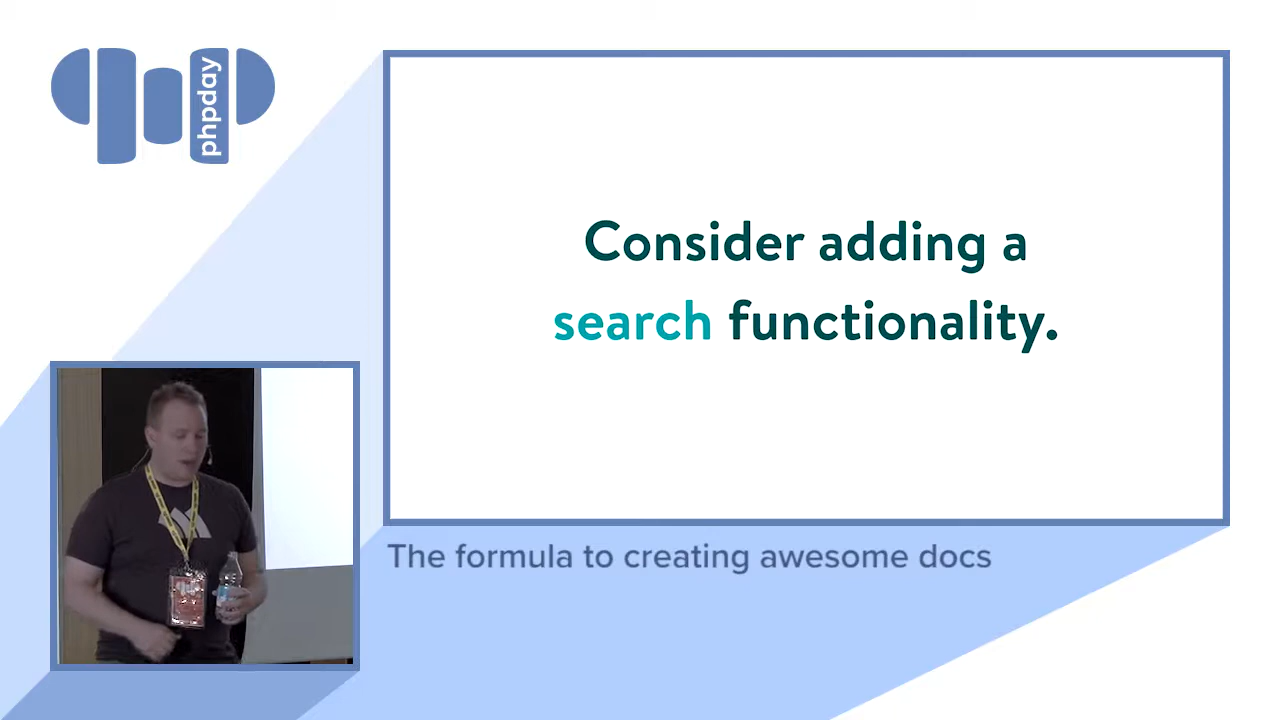 phpday
Consider adding a
search functionality.
The formula to creating awesome docs